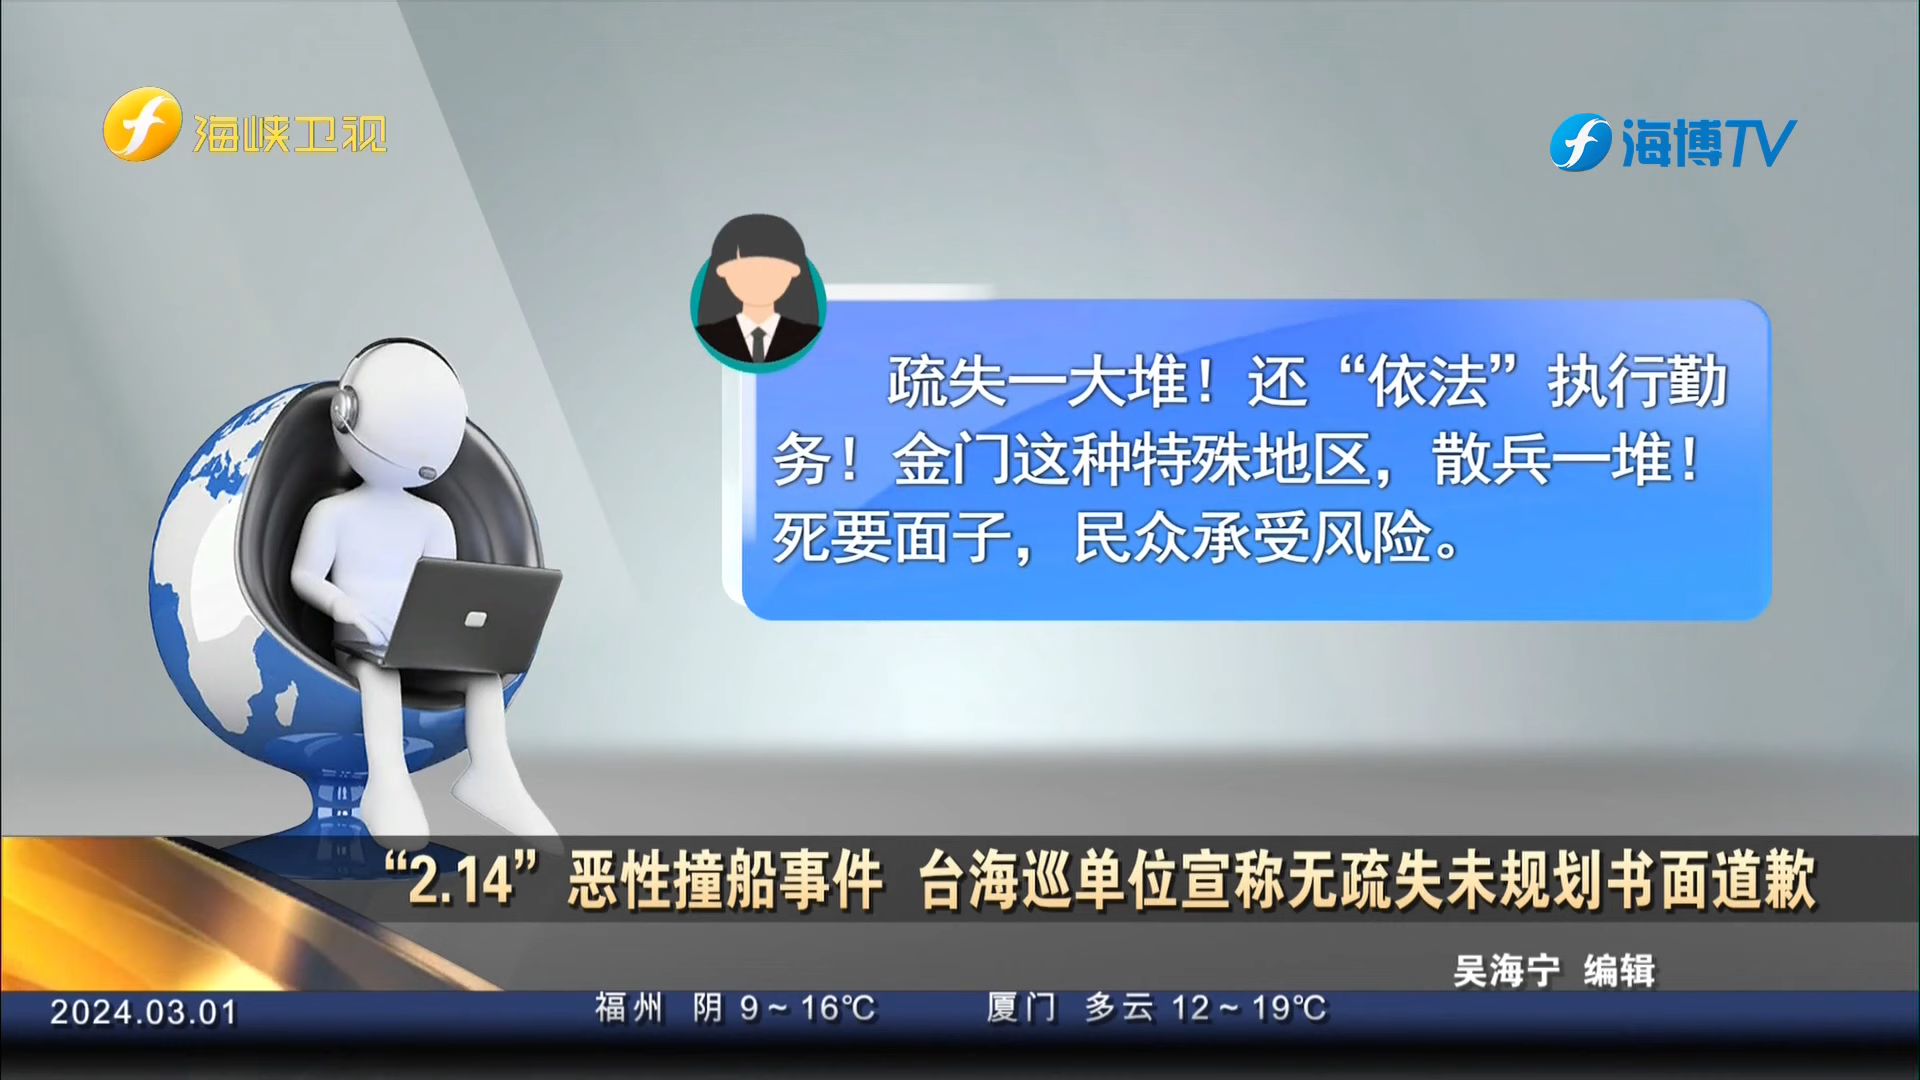 海峡卫视
海博TV
疏失一大堆！还“依法”执行勤
务！金门这种特殊地区，散兵一堆！
死要面子，民众承受风险。
“2.14”恶性撞船事件 台海巡单位宣称无疏失未规划书面道歉
吴海宁 编辑
2024.03.01 福州 阴 9～16℃ 厦门 多云 12～19℃